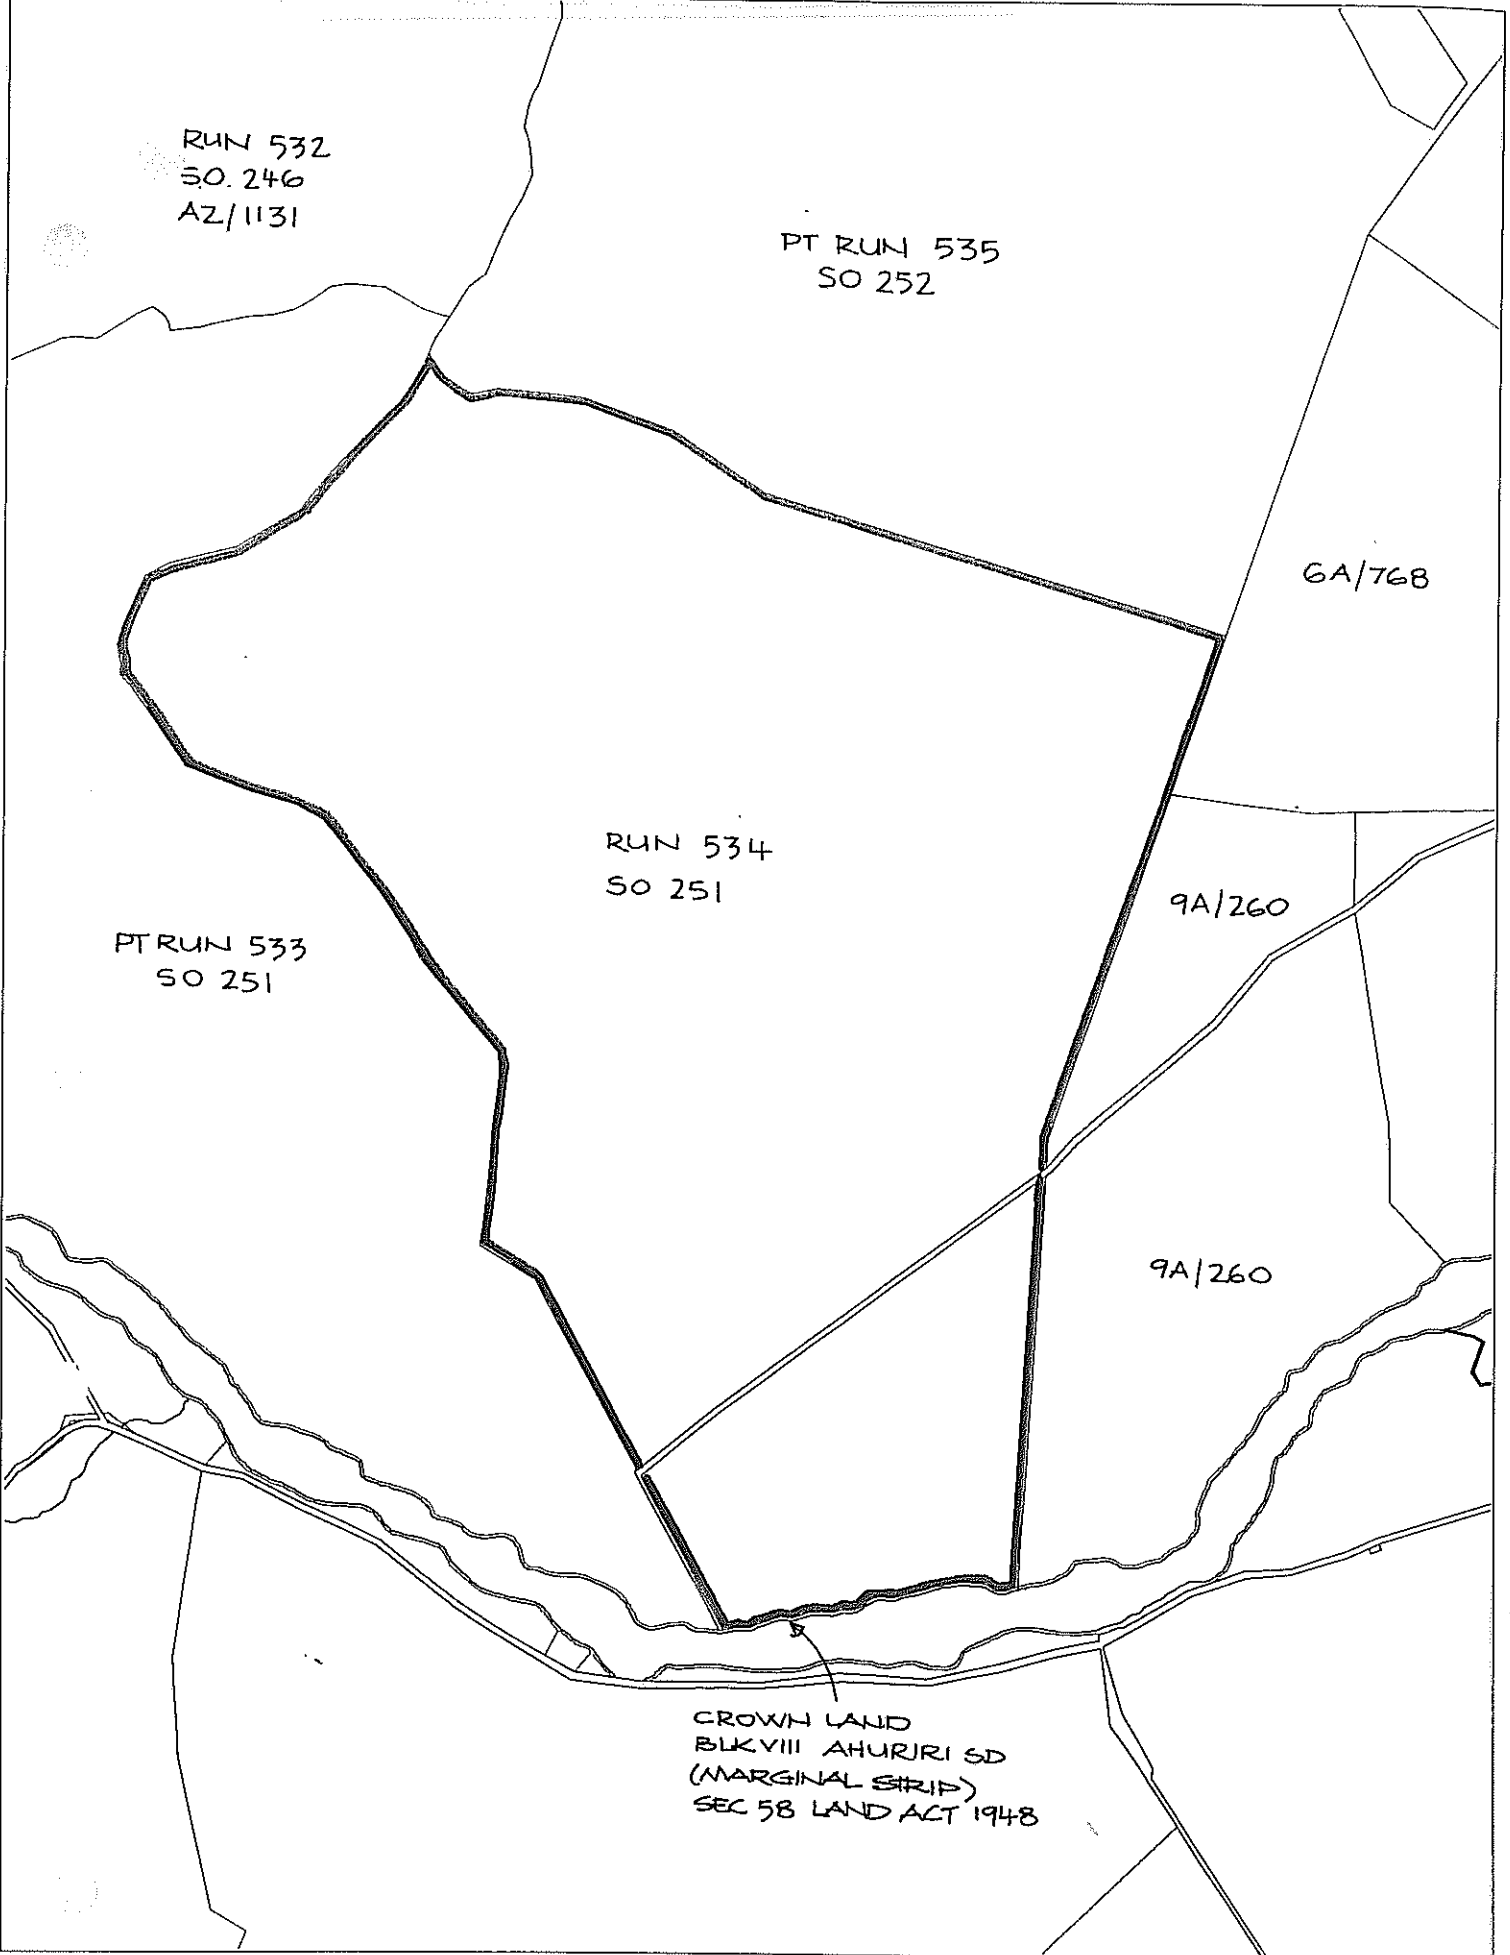 RUN 532
S.O. 246
A2/1131
PT RUN 535
SO 252
6A/768
RUN 534
SO 251
9A/260
PT RUN 533
SO 251
9A/260
CROWN LAND
BLK VIII AHURIRI SD
(MARGINAL STRIP)
SEC 58 LAND ACT 1948